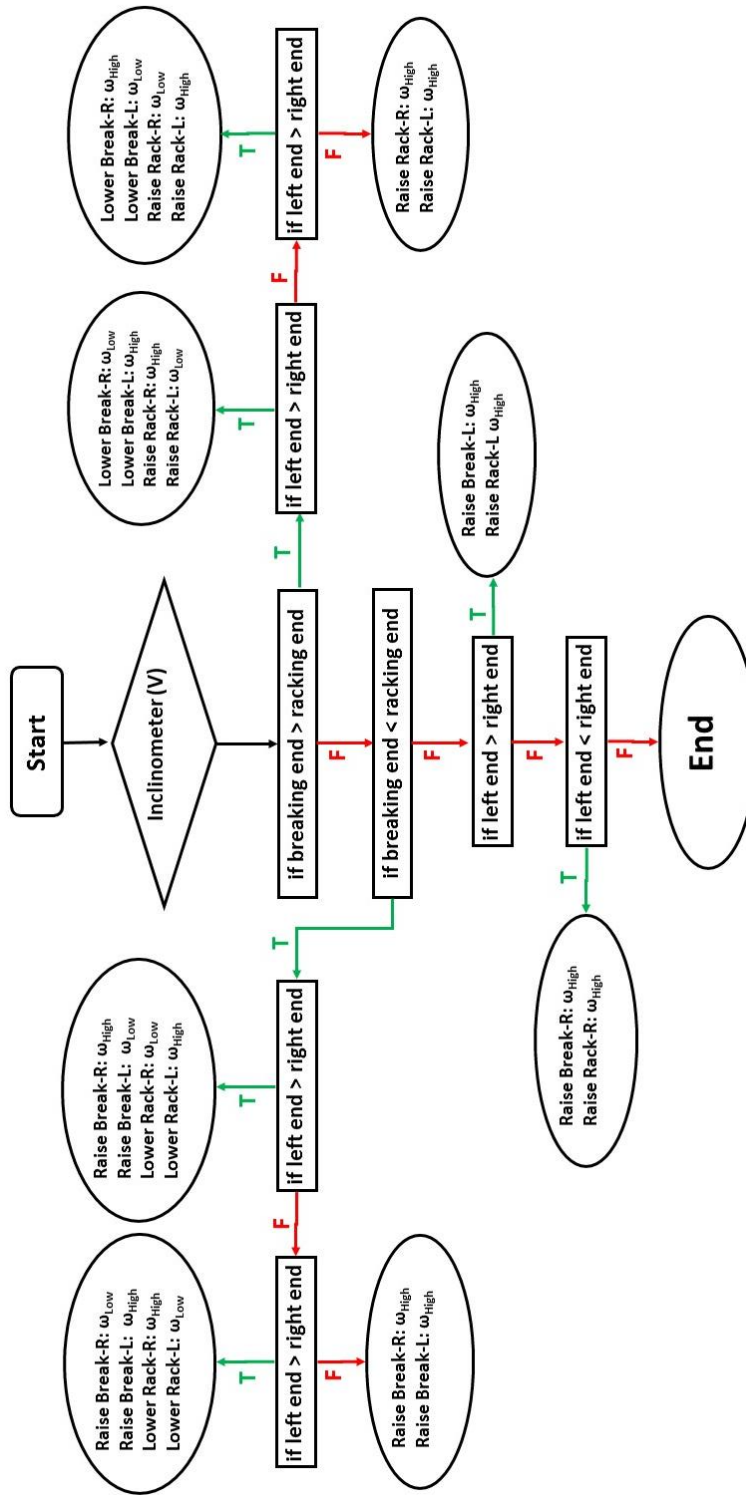 Start
Inclinometer (V)
Raise Break-R: ωLow
Raise Break-L: ωHigh
Lower Rack-R: ωHigh
Lower Rack-L: ωLow
Raise Break-R: ωHigh
Raise Break-L: ωLow
Lower Rack-R: ωLow
Lower Rack-L: ωHigh
Lower Break-R: ωLow
Lower Break-L: ωHigh
Raise Rack-R: ωHigh
Raise Rack-L: ωLow
Lower Break-R: ωHigh
Lower Break-L: ωLow
Raise Rack-R: ωLow
Raise Rack-L: ωHigh
T
T
T
T
if left end > right end
F
if left end > right end
T
if breaking end > racking end
T
if left end > right end
F
if left end > right end
F
F
F
Raise Break-R: ωHigh
Raise Break-L: ωHigh
if breaking end < racking end
Raise Rack-R: ωHigh
Raise Rack-L: ωHigh
F
if left end > right end
T
Raise Break-L: ωHigh
Raise Rack-L ωHigh
F
Raise Break-R: ωHigh
Raise Rack-R: ωHigh
T
if left end < right end
F
End